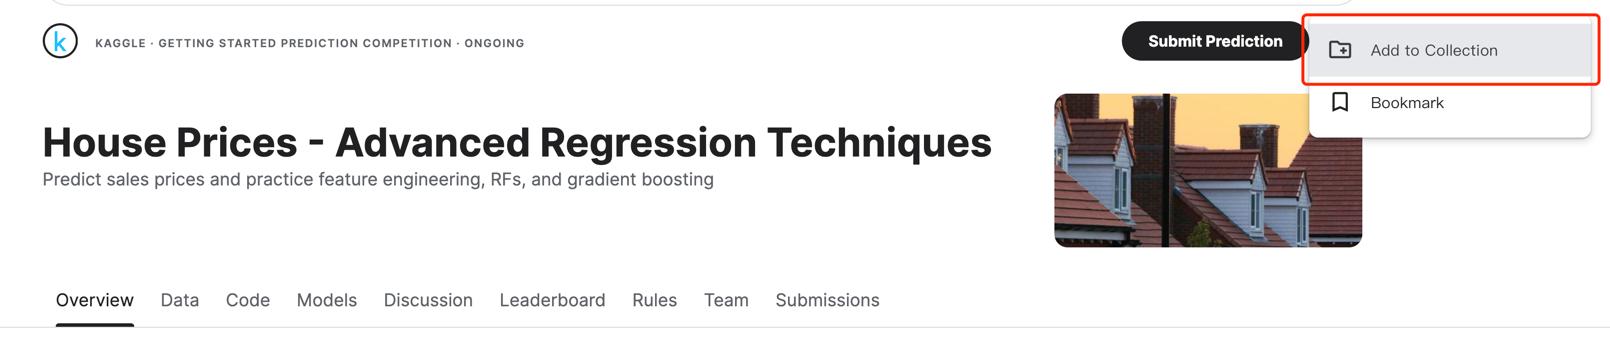 k
KAGGLE · GETTING STARTED PREDICTION COMPETITION · ONGOING
Submit Prediction
Add to Collection
Bookmark
House Prices - Advanced Regression Techniques
Predict sales prices and practice feature engineering, RFs, and gradient boosting
Overview Data Code Models Discussion Leaderboard Rules Team Submissions